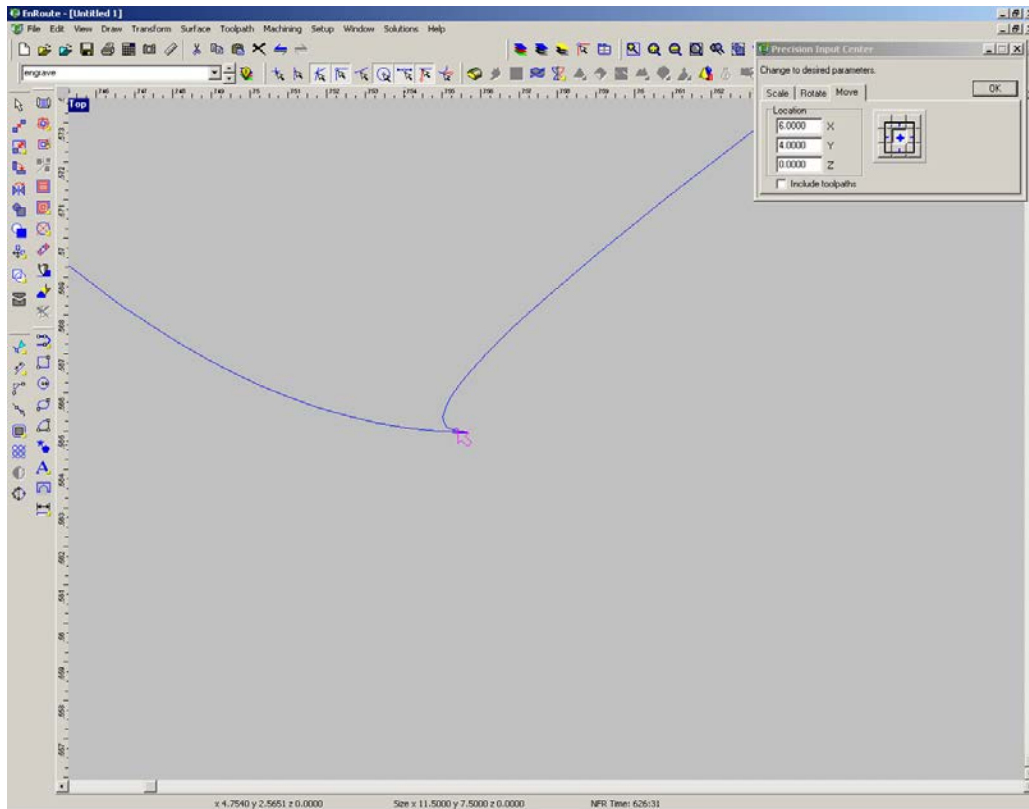 EnRoute - [Untitled 1]
File Edit View Draw Transform Surface Toolpath Machining Setup Window Solutions Help
engrave
Top
Precision Input Center
Change to desired parameters.
OK
Scale Rotate Move
Location
6.0000 X
4.0000 Y
0.0000 Z
Include toolpaths
x 4.7540 y 2.5651 z 0.0000 Size x 11.5000 y 7.5000 z 0.0000 NFR Time: 626:31